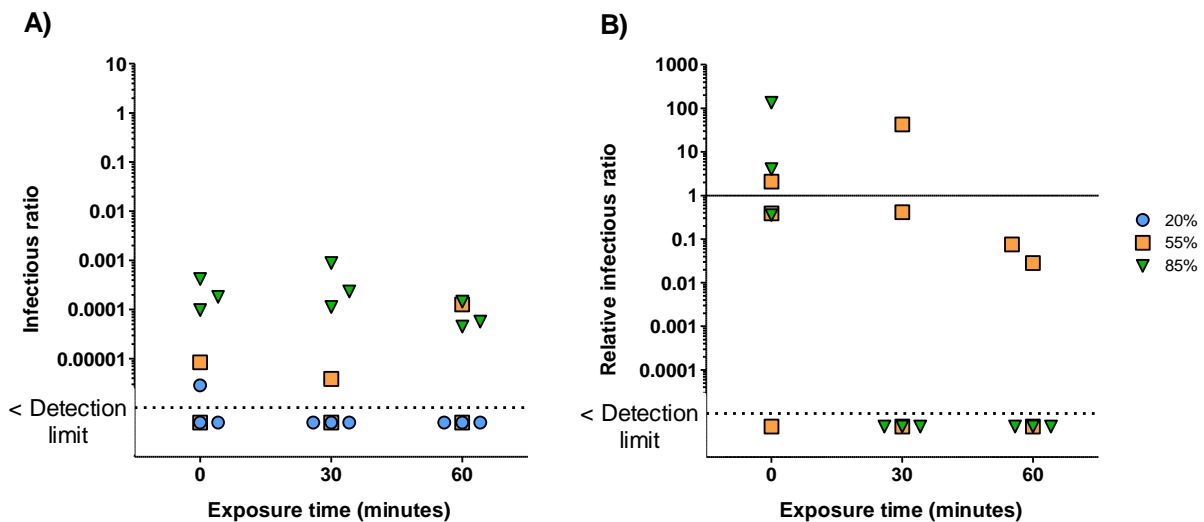 A)
10
1
0.1
0.01
0.001
0.0001
0.00001
Infectious ratio
< Detection
limit
0
30
60
Exposure time (minutes)
B)
1000
100
10
1
0.1
0.01
0.001
0.0001
Relative infectious ratio
< Detection
limit
0
30
60
Exposure time (minutes)
20%
55%
85%